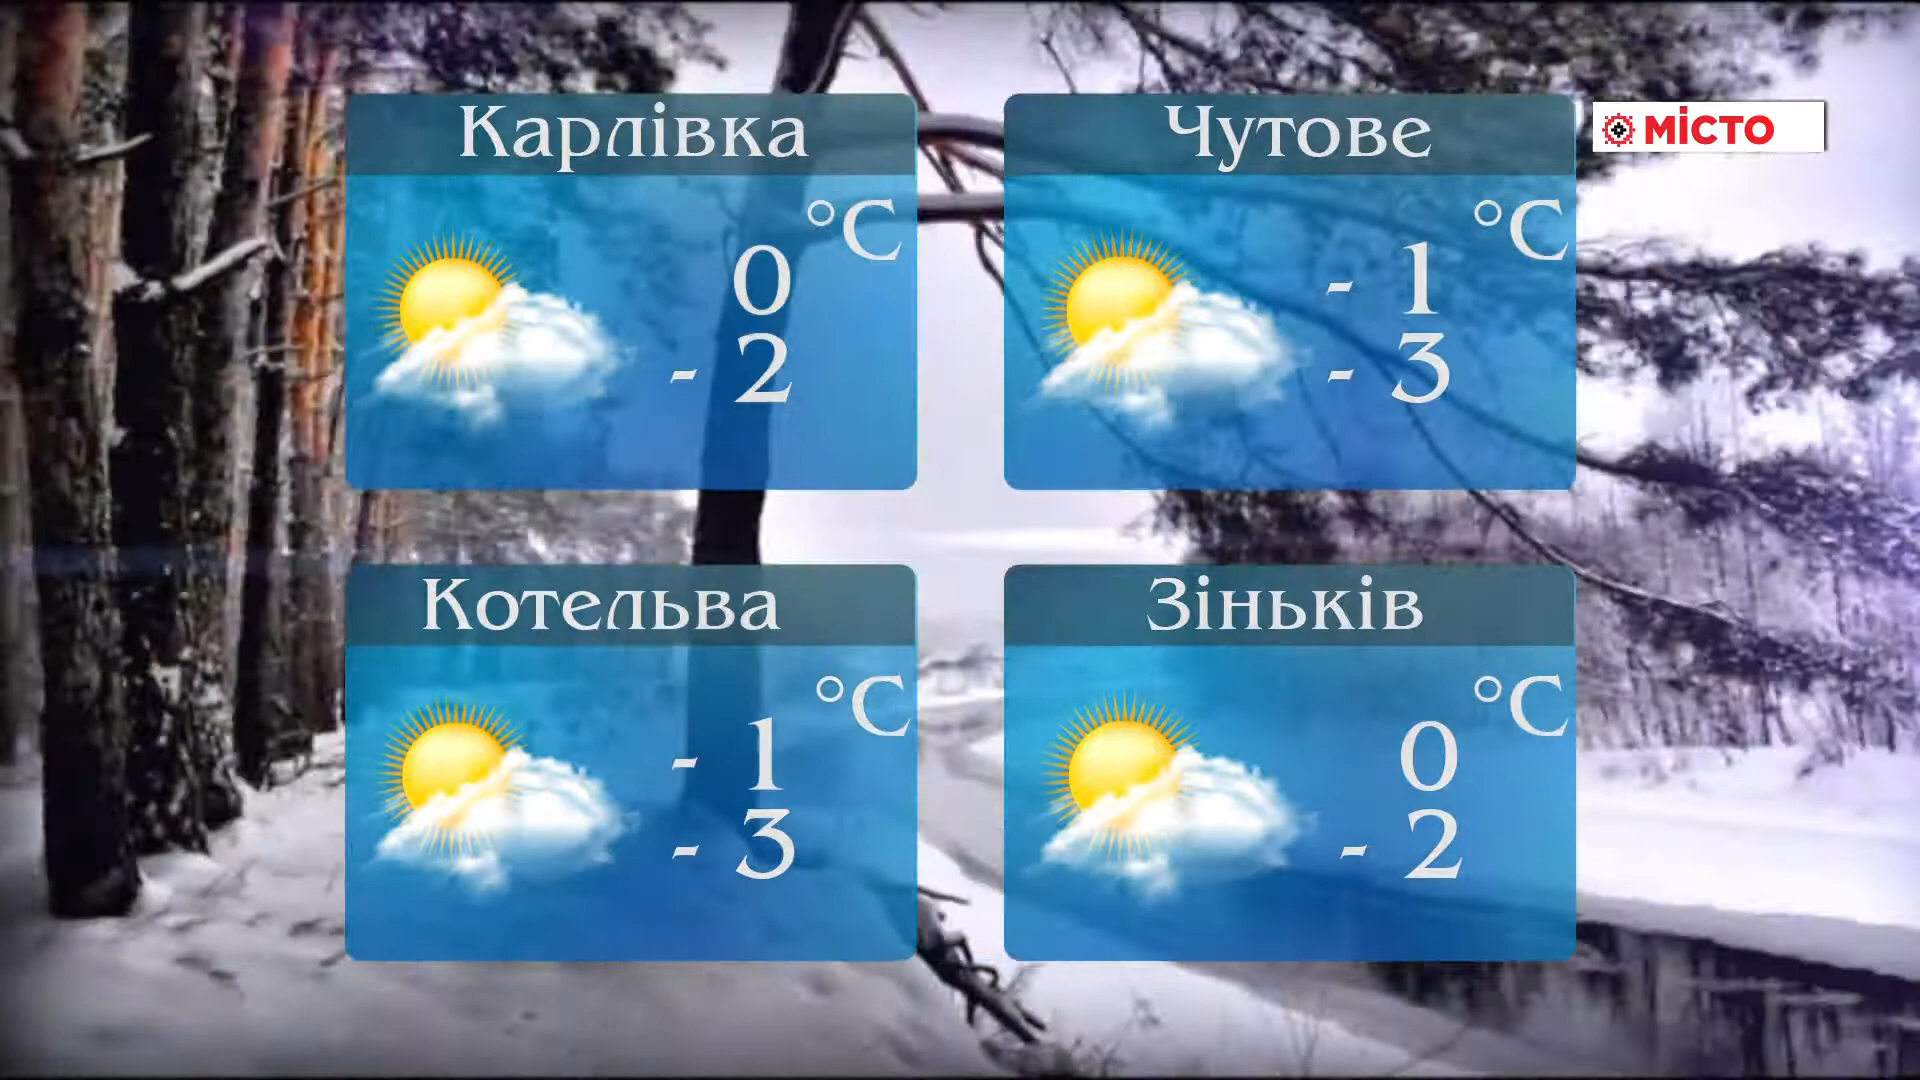 Карлівка
°C
0
- 2
Чутове
°C
- 1
- 3
МІСТО
Котельва
°C
- 1
- 3
Зіньків
°C
0
- 2